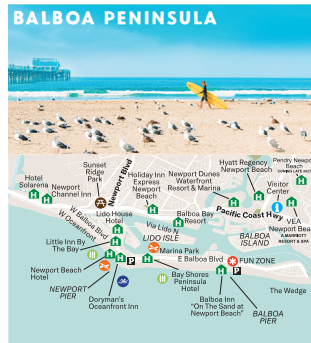 BALBOA PENINSULA
Pendry Newport
Beach
Hyatt Regency
Newport Beach
Sunset
Ridge
Park
Newport Blvd
Holiday Inn
Express
Newport
Beach
Newport Dunes
Waterfront
Resort & Marina
Visitor
Center
Hotel
Solarena
Newport
Channel Inn
Lido House
Hotel
Balboa Bay
Resort
Pacific Coast Hwy
VEA
Newport Beach
A MARRIOTT
RESORT & SPA
W Balboa Blvd
W Oceanfront
Via Lido N
LIDO ISLE
BALBOA
ISLAND
Little Inn By
The Bay
Marina Park
E Balboa Blvd
FUN ZONE
Newport Beach
Hotel
P
Bay Shores
Peninsula
Hotel
P
NEWPORT
PIER
Doryman's
Oceanfront Inn
Balboa Inn
"On The Sand at
Newport Beach"
The Wedge
BALBOA
PIER